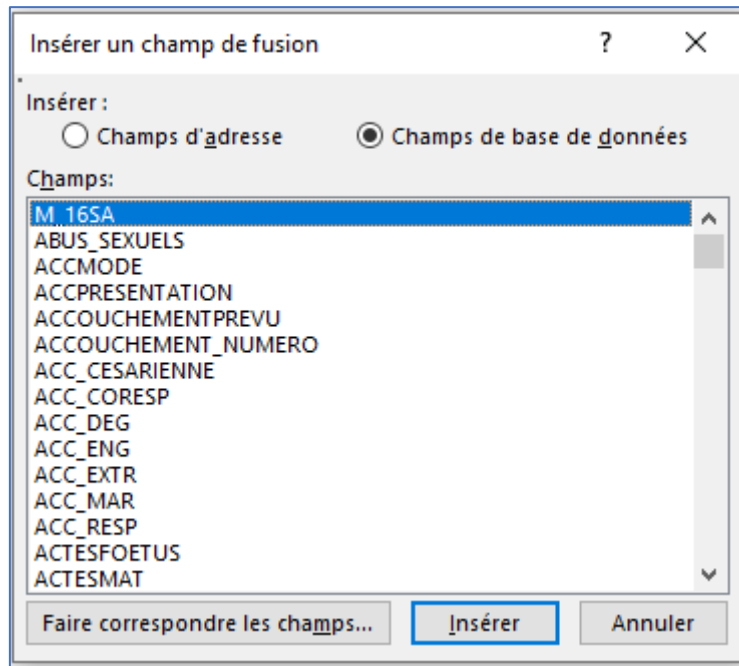 Insérer un champ de fusion ? ×
Insérer :
Champs d'adresse Champs de base de données
Champs:
M_16SA
ABUS_SEXUELS
ACCMODE
ACCPRESENTATION
ACCOUCHEMENTPREVU
ACCOUCHEMENT_NUMERO
ACC_CESARIENNE
ACC_CORESP
ACC_DEG
ACC_ENG
ACC_EXTR
ACC_MAR
ACC_RESP
ACTESFOETUS
ACTESMAT
Faire correspondre les champs... Insérer Annuler